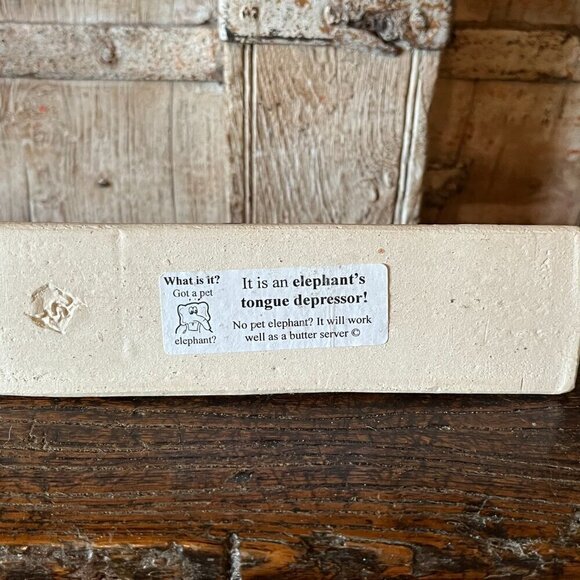 What is it?
Got a pet
elephant?
It is an elephant's
tongue depressor!
No pet elephant? It will work
well as a butter server ©